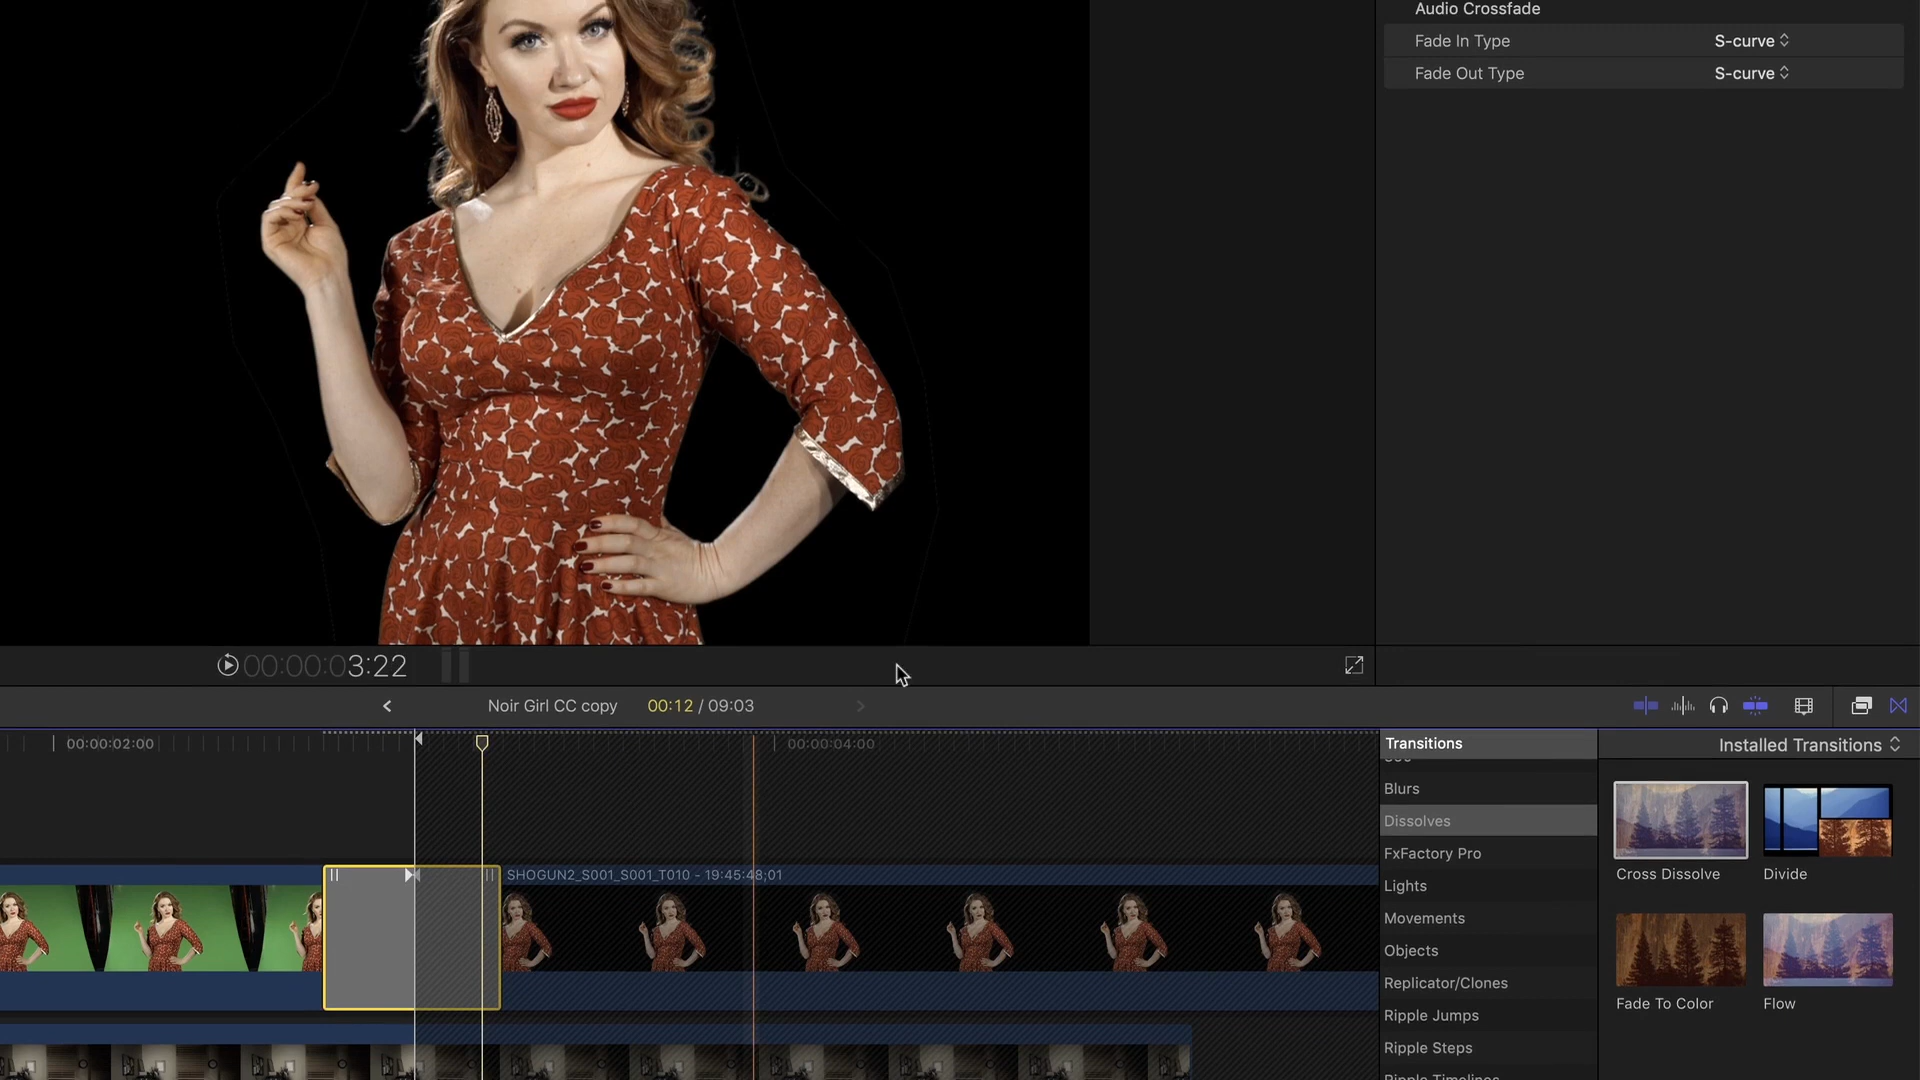 Audio Crossfade
Fade In Type S-curve
Fade Out Type S-curve
00:00:03:22
Noir Girl CC copy 00:12 / 09:03
00:00:02:00
00:00:04:00
Transitions
Installed Transitions
Blurs
Dissolves
FxFactory Pro
Lights
Movements
Objects
Replicator/Clones
Ripple Jumps
Ripple Steps
Ripple Timelines
Cross Dissolve
Divide
Fade To Color
Flow
SHOGUN2_S001_S001_T010 - 19:45:48;01